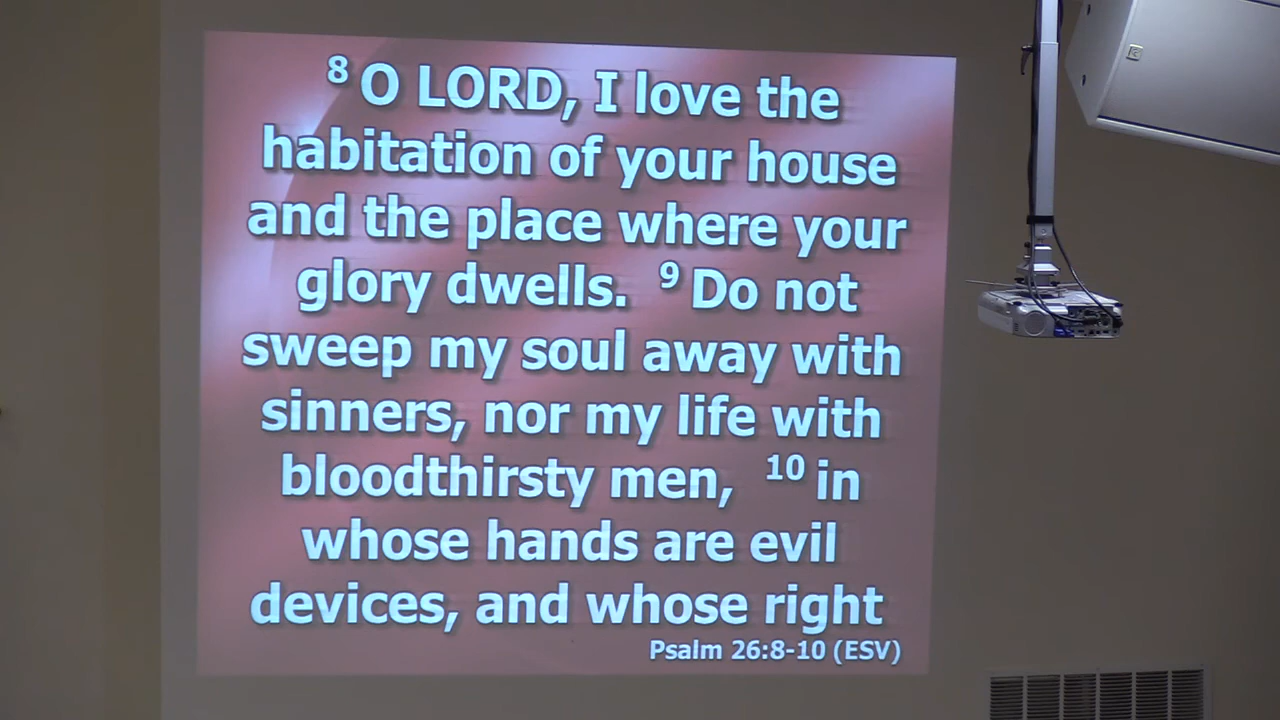 8 O LORD, I love the
habitation of your house
and the place where your
glory dwells. 9 Do not
sweep my soul away with
sinners, nor my life with
bloodthirsty men, 10 in
whose hands are evil
devices, and whose right
Psalm 26:8-10 (ESV)